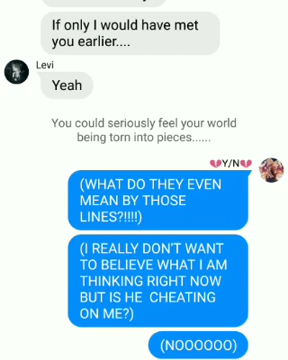 If only I would have met
you earlier....
Levi
Yeah
You could seriously feel your world
being torn into pieces......
💔Y/N💔
(WHAT DO THEY EVEN
MEAN BY THOSE
LINES?!!!!)
(I REALLY DON'T WANT
TO BELIEVE WHAT I AM
THINKING RIGHT NOW
BUT IS HE CHEATING
ON ME?)
(NOOOOOO)